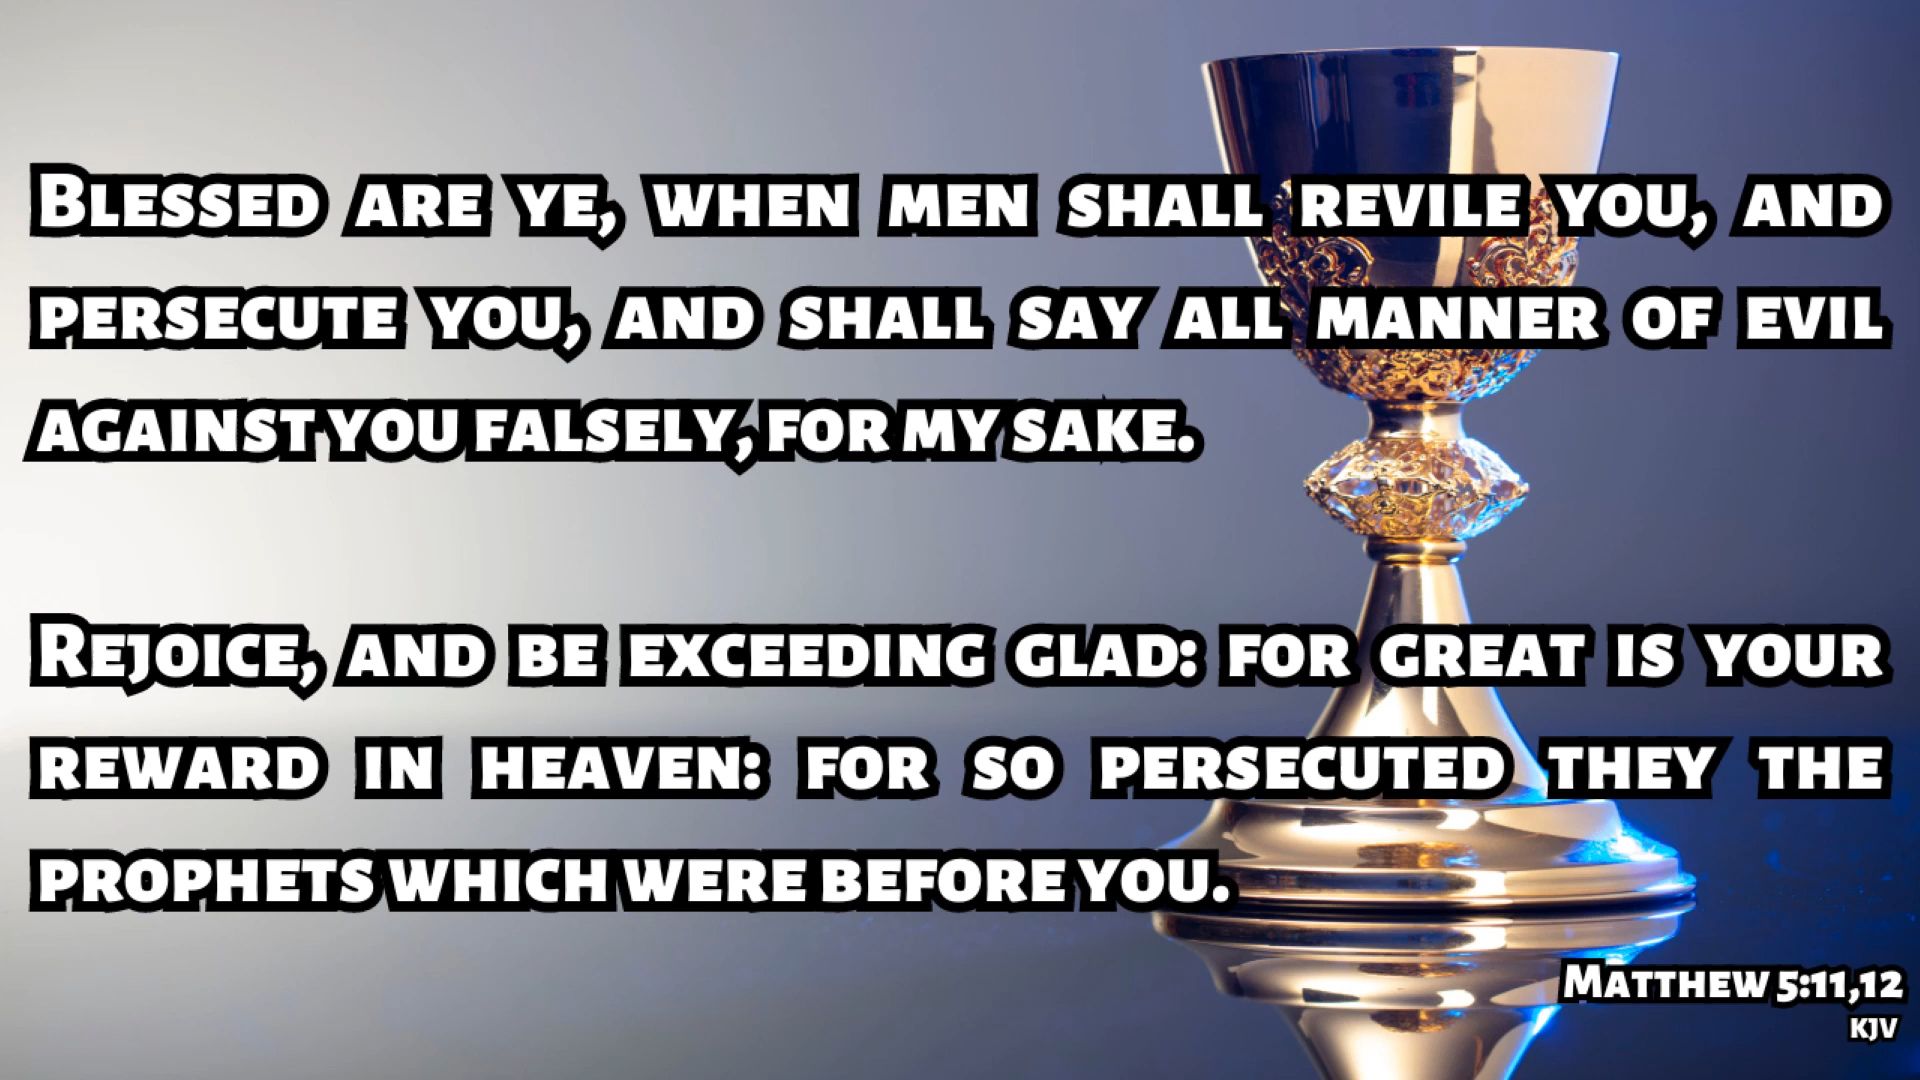 Blessed are ye, when men shall revile you, and
persecute you, and shall say all manner of evil
against you falsely, for my sake.
Rejoice, and be exceeding glad: for great is your
reward in heaven: for so persecuted they the
prophets which were before you.
Matthew 5:11,12
KJV